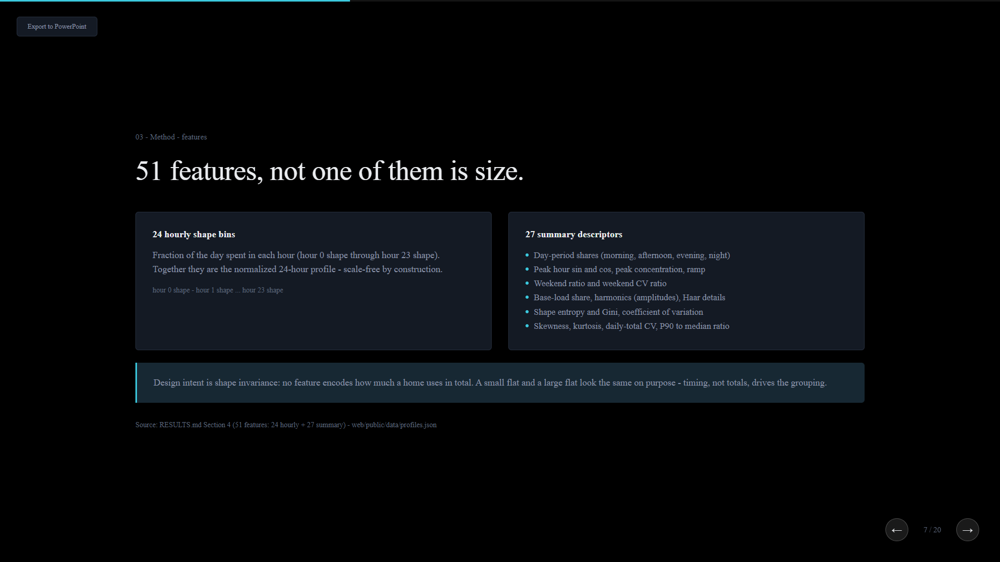 Export to PowerPoint
03 - Method - features
51 features, not one of them is size.
24 hourly shape bins
Fraction of the day spent in each hour (hour 0 shape through hour 23 shape).
Together they are the normalized 24-hour profile - scale-free by construction.
hour 0 shape - hour 1 shape ... hour 23 shape
27 summary descriptors
Day-period shares (morning, afternoon, evening, night)
Peak hour sin and cos, peak concentration, ramp
Weekend ratio and weekend CV ratio
Base-load share, harmonics (amplitudes), Haar details
Shape entropy and Gini, coefficient of variation
Skewness, kurtosis, daily-total CV, P90 to median ratio
Design intent is shape invariance: no feature encodes how much a home uses in total. A small flat and a large flat look the same on purpose - timing, not totals, drives the grouping.
Source: RESULTS.md Section 4 (51 features: 24 hourly + 27 summary) - web/public/data/profiles.json
← 7 / 20 →